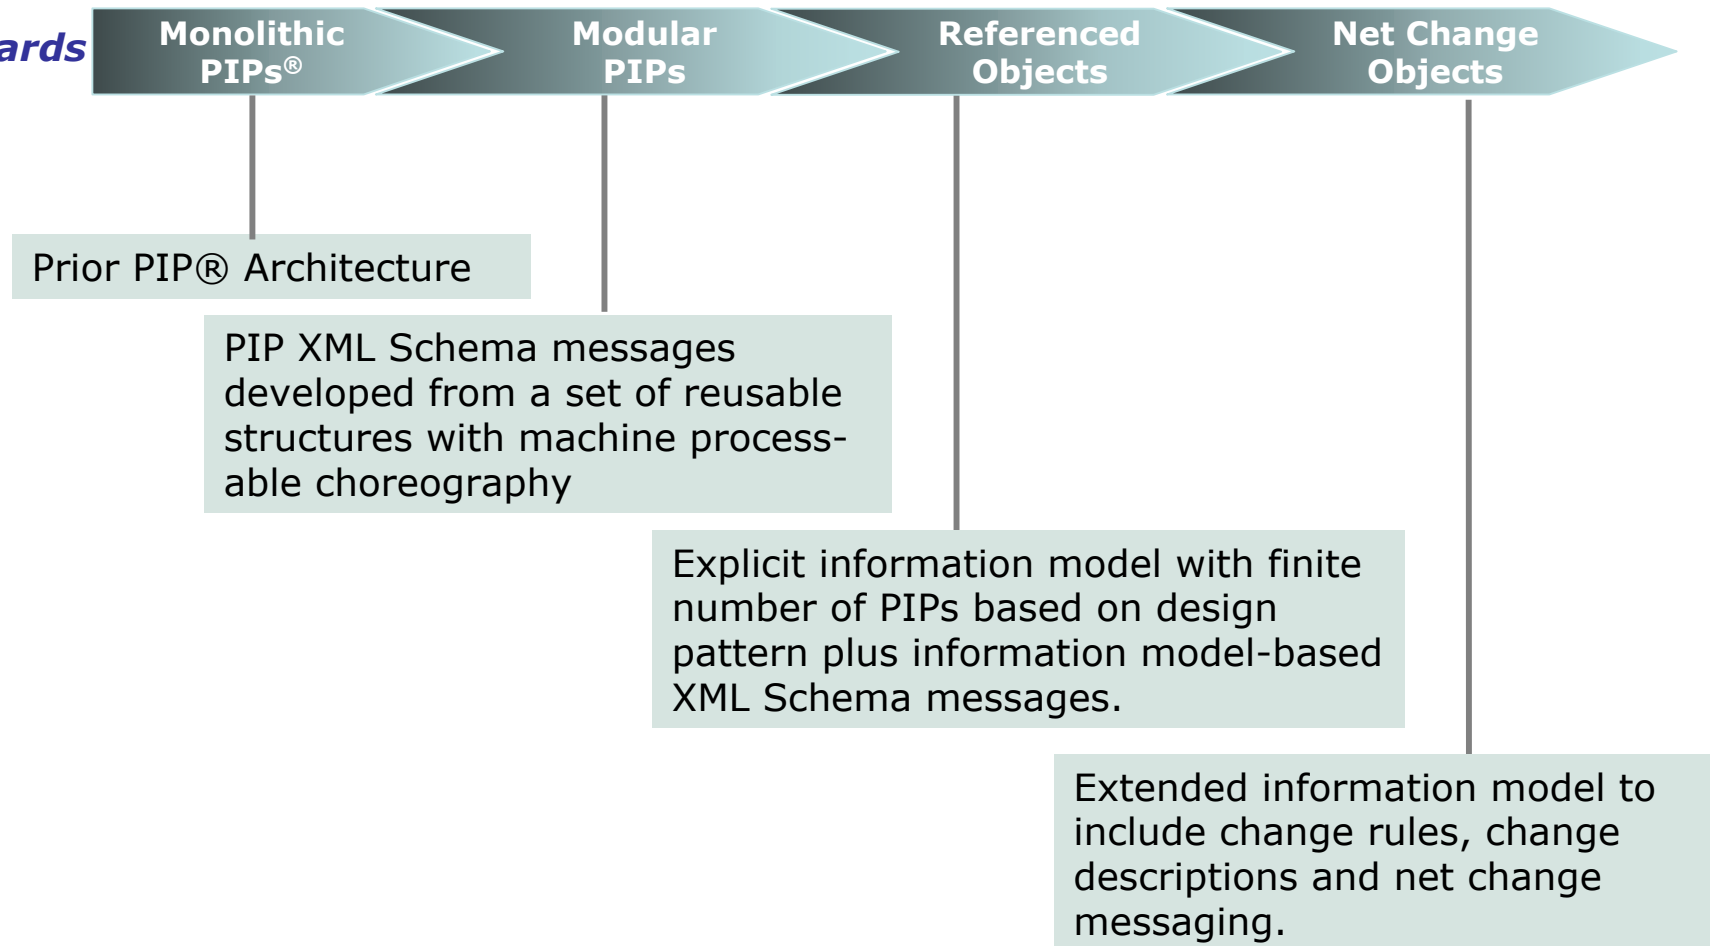 ards
Monolithic
PIPs®
Modular
PIPs
Referenced
Objects
Net Change
Objects
Prior PIP® Architecture
PIP XML Schema messages
developed from a set of reusable
structures with machine process-
able choreography
Explicit information model with finite
number of PIPs based on design
pattern plus information model-based
XML Schema messages.
Extended information model to
include change rules, change
descriptions and net change
messaging.